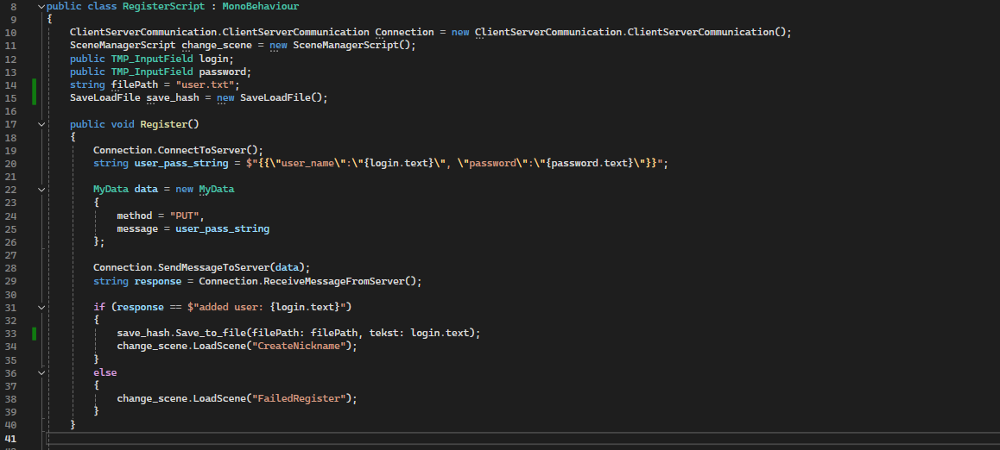 8 public class RegisterScript : MonoBehaviour
9 {
10 ClientServerCommunication.ClientServerCommunication Connection = new ClientServerCommunication.ClientServerCommunication();
11 SceneManagerScript change_scene = new SceneManagerScript();
12 public TMP_InputField login;
13 public TMP_InputField password;
14 string filePath = "user.txt";
15 SaveLoadFile save_hash = new SaveLoadFile();
16
17 public void Register()
18 {
19 Connection.ConnectToServer();
20 string user_pass_string = $"{{\"user_name\":\"{login.text}\", \"password\":\"{password.text}\"}}";
21
22 MyData data = new MyData
23 {
24 method = "PUT",
25 message = user_pass_string
26 };
27
28 Connection.SendMessageToServer(data);
29 string response = Connection.ReceiveMessageFromServer();
30
31 if (response == $"added user: {login.text}")
32 {
33 save_hash.Save_to_file(filePath: filePath, tekst: login.text);
34 change_scene.LoadScene("CreateNickname");
35 }
36 else
37 {
38 change_scene.LoadScene("FailedRegister");
39 }
40 }
41